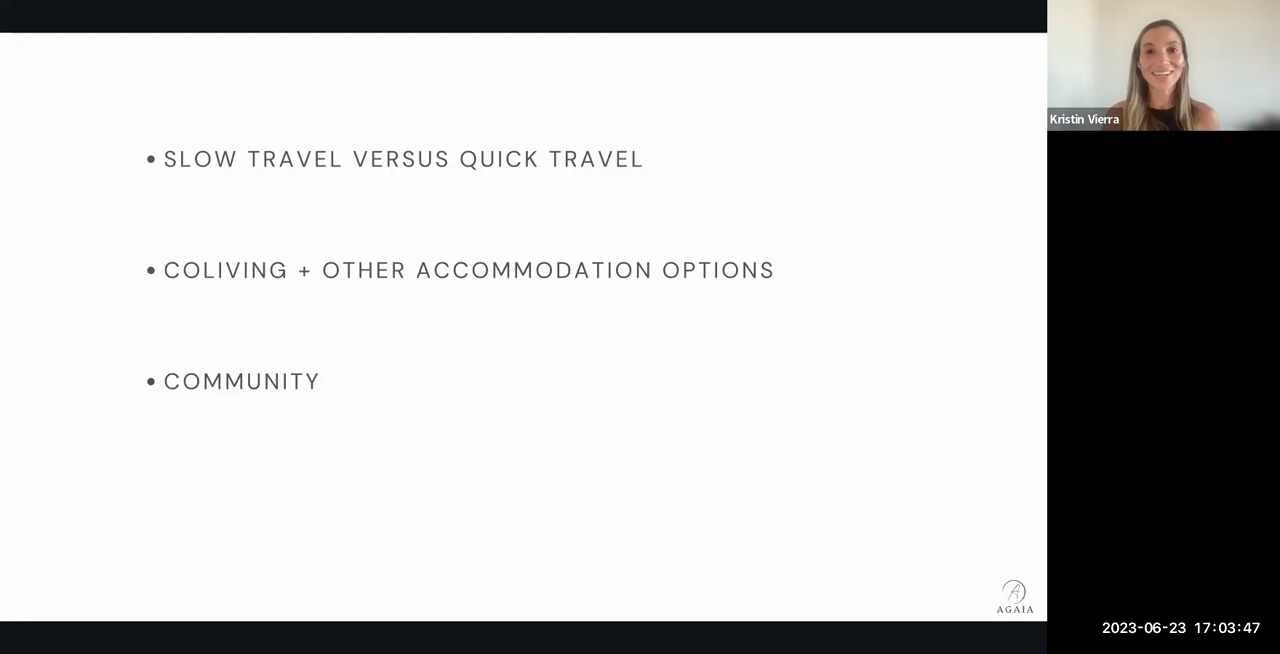 • SLOW TRAVEL VERSUS QUICK TRAVEL
• COLIVING + OTHER ACCOMMODATION OPTIONS
• COMMUNITY
Kristin Vierra
AGAIA
2023-06-23 17:03:47